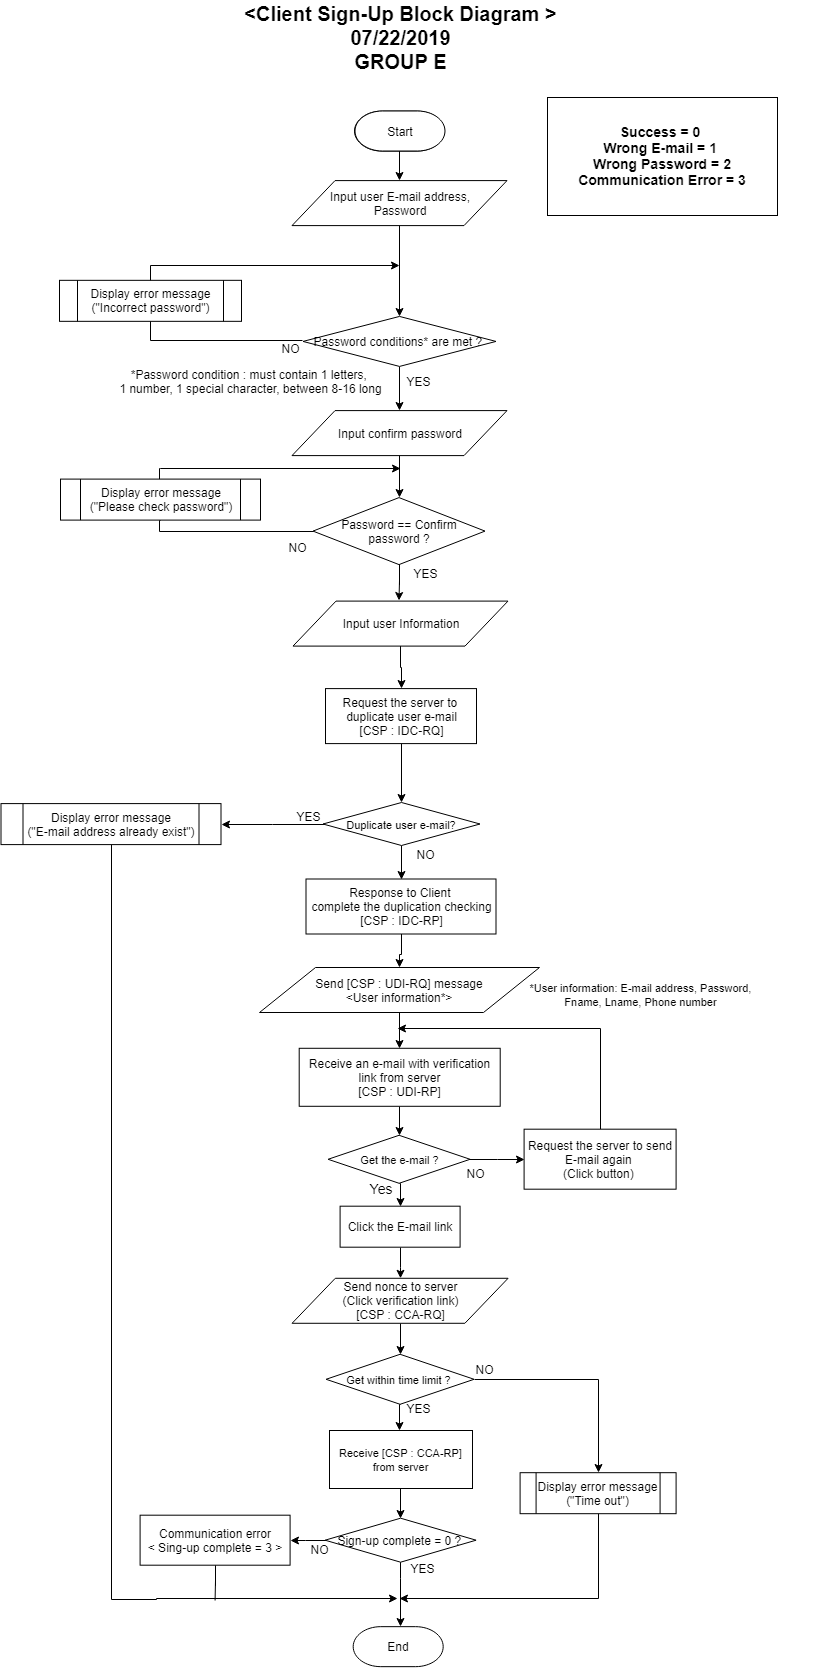 <Client Sign-Up Block Diagram >
07/22/2019
GROUP E
Start
Success = 0
Wrong E-mail = 1
Wrong Password = 2
Communication Error = 3
Input user E-mail address,
Password
Display error message
("Incorrect password")
Password conditions* are met ?
NO
YES
*Password condition : must contain 1 letters,
1 number, 1 special character, between 8-16 long
Input confirm password
Display error message
("Please check password")
Password == Confirm
password ?
NO
YES
Input user Information
Request the server to
duplicate user e-mail
[CSP : IDC-RQ]
Display error message
("E-mail address already exist")
YES
Duplicate user e-mail?
NO
Response to Client
complete the duplication checking
[CSP : IDC-RP]
Send [CSP : UDI-RQ] message
<User information*>
*User information: E-mail address, Password,
Fname, Lname, Phone number
Receive an e-mail with verification
link from server
[CSP : UDI-RP]
Get the e-mail ?
NO
Request the server to send
E-mail again
(Click button)
Yes
Click the E-mail link
Send nonce to server
(Click verification link)
[CSP : CCA-RQ]
Get within time limit ?
NO
YES
Receive [CSP : CCA-RP]
from server
Display error message
("Time out")
Communication error
< Sing-up complete = 3 >
NO
Sign-up complete = 0 ?
YES
End